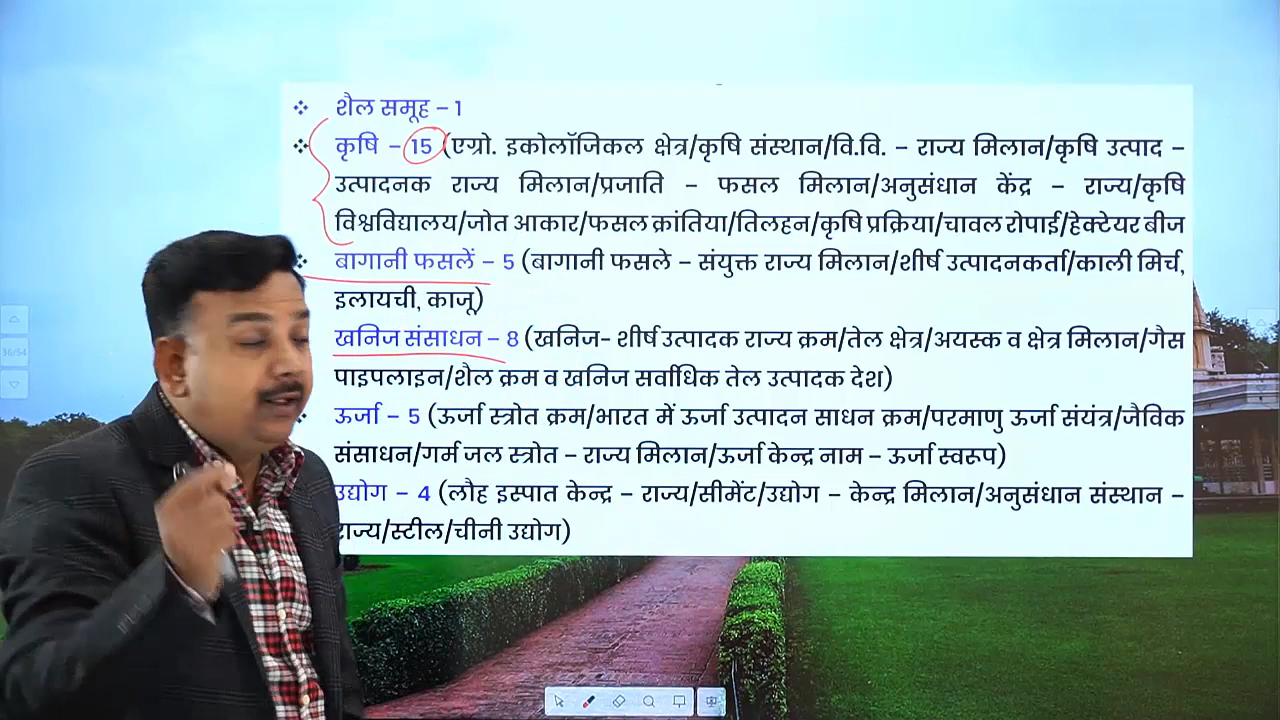 शैल समूह – 1
कृषि – 15 (एग्रो. इकोलॉजिकल क्षेत्र/कृषि संस्थान/वि.वि. – राज्य मिलान/कृषि उत्पाद –
उत्पादनक राज्य मिलान/प्रजाति – फसल मिलान/अनुसंधान केंद्र – राज्य/कृषि
विश्वविद्यालय/जोत आकार/फसल क्रांतिया/तिलहन/कृषि प्रक्रिया/चावल रोपाई/हेक्टेयर बीज
बागानी फसलें – 5 (बागानी फसले – संयुक्त राज्य मिलान/शीर्ष उत्पादनकर्ता/काली मिर्च,
इलायची, काजू)
खनिज संसाधन – 8 (खनिज- शीर्ष उत्पादक राज्य क्रम/तेल क्षेत्र/अयस्क व क्षेत्र मिलान/गैस
पाइपलाइन/शैल क्रम व खनिज सर्वाधिक तेल उत्पादक देश)
ऊर्जा – 5 (ऊर्जा स्त्रोत क्रम/भारत में ऊर्जा उत्पादन साधन क्रम/परमाणु ऊर्जा संयंत्र/जैविक
संसाधन/गर्म जल स्त्रोत – राज्य मिलान/ऊर्जा केन्द्र नाम – ऊर्जा स्वरूप)
उद्योग – 4 (लौह इस्पात केन्द्र – राज्य/सीमेंट/उद्योग – केन्द्र मिलान/अनुसंधान संस्थान –
राज्य/स्टील/चीनी उद्योग)
36/54